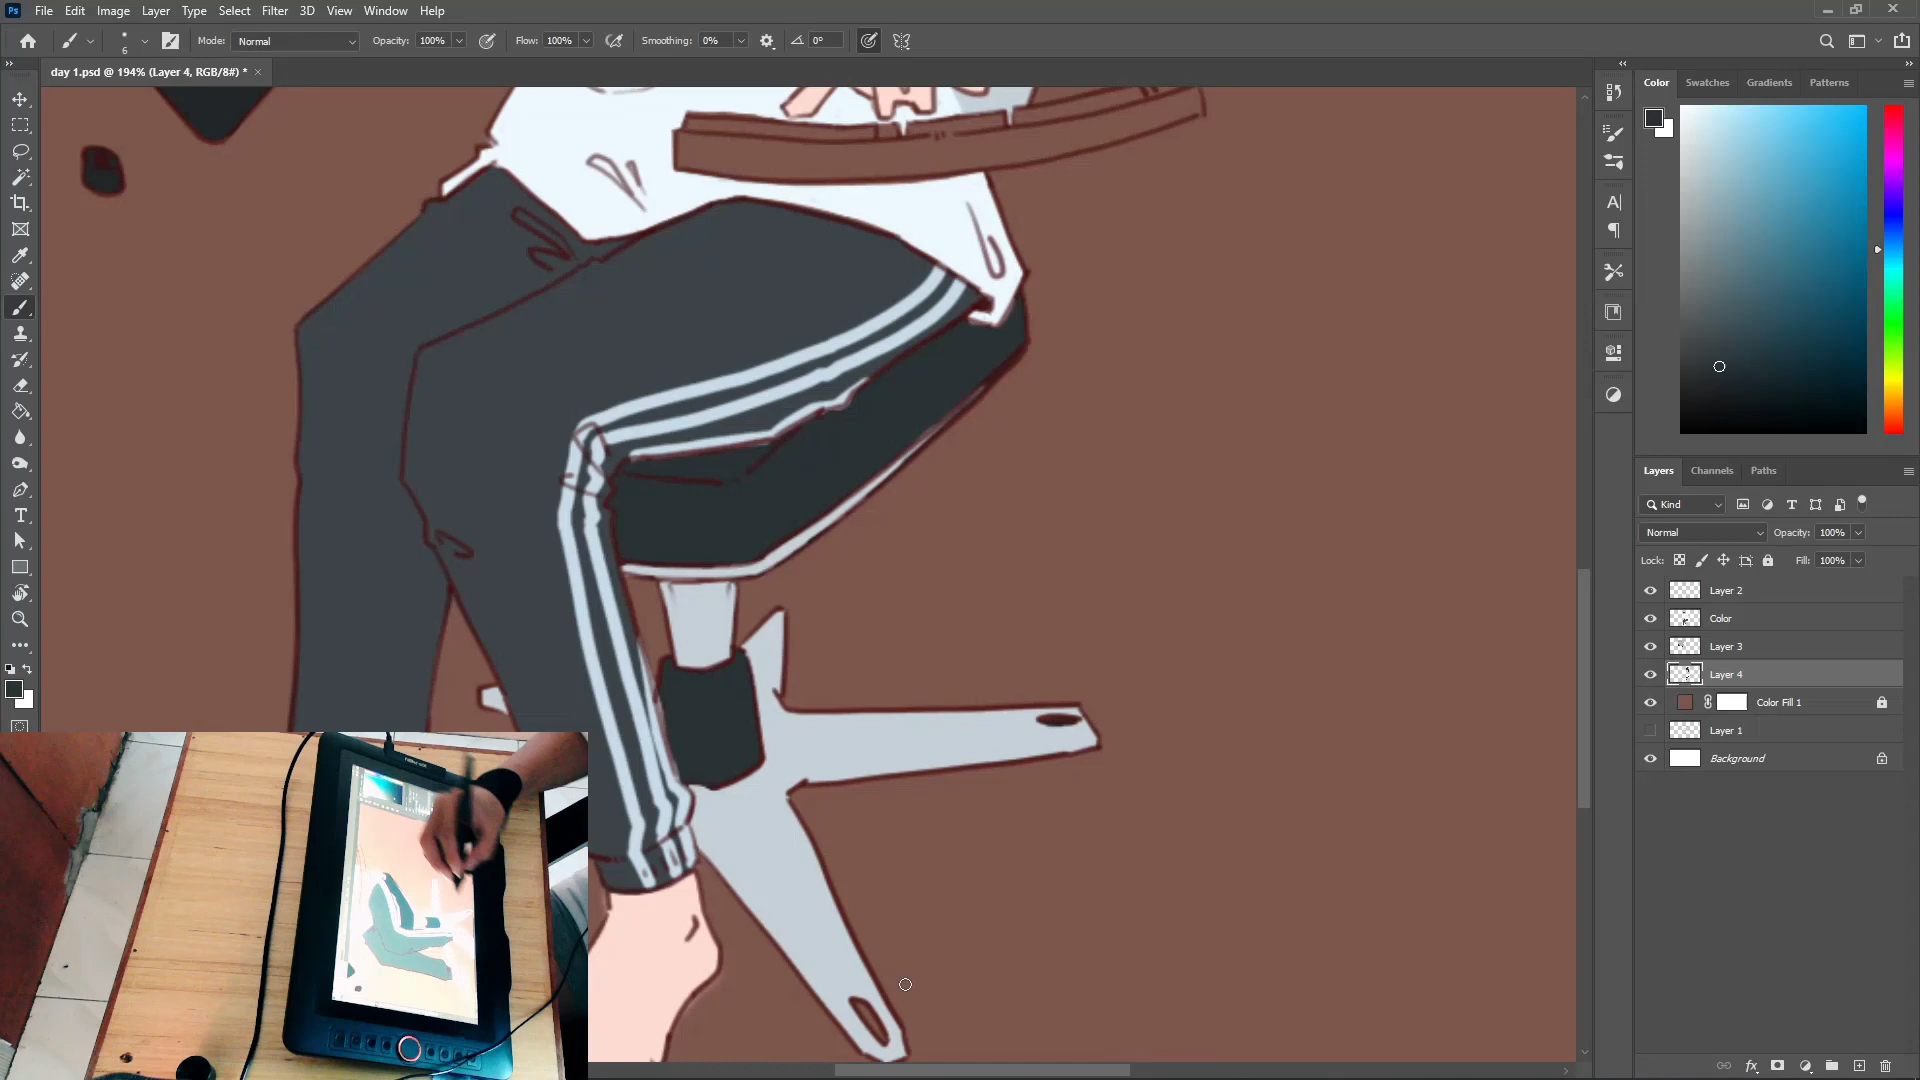 Ps File Edit Image Layer Type Select Filter 3D View Window Help
6 Mode: Normal Opacity: 100% Flow: 100% Smoothing: 0% 0°
day 1.psd @ 194% (Layer 4, RGB/8#) * ×
Color Swatches Gradients Patterns
Layers Channels Paths
Kind
Normal Opacity: 100%
Lock: Fill: 100%
Layer 2
Color
Layer 3
Layer 4
Color Fill 1
Layer 1
Background